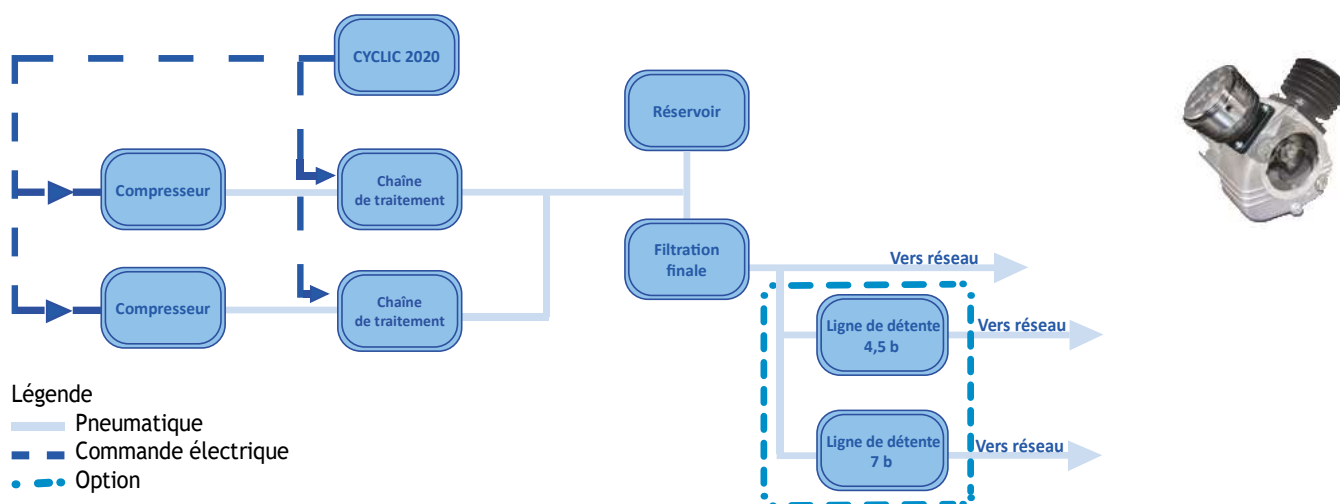 CYCLIC 2020
Réservoir
Compresseur
Chaîne
de traitement
Filtration
finale
Vers réseau
Compresseur
Chaîne
de traitement
Ligne de détente
4,5 b
Vers réseau
Ligne de détente
7 b
Vers réseau
Légende
Pneumatique
Commande électrique
Option